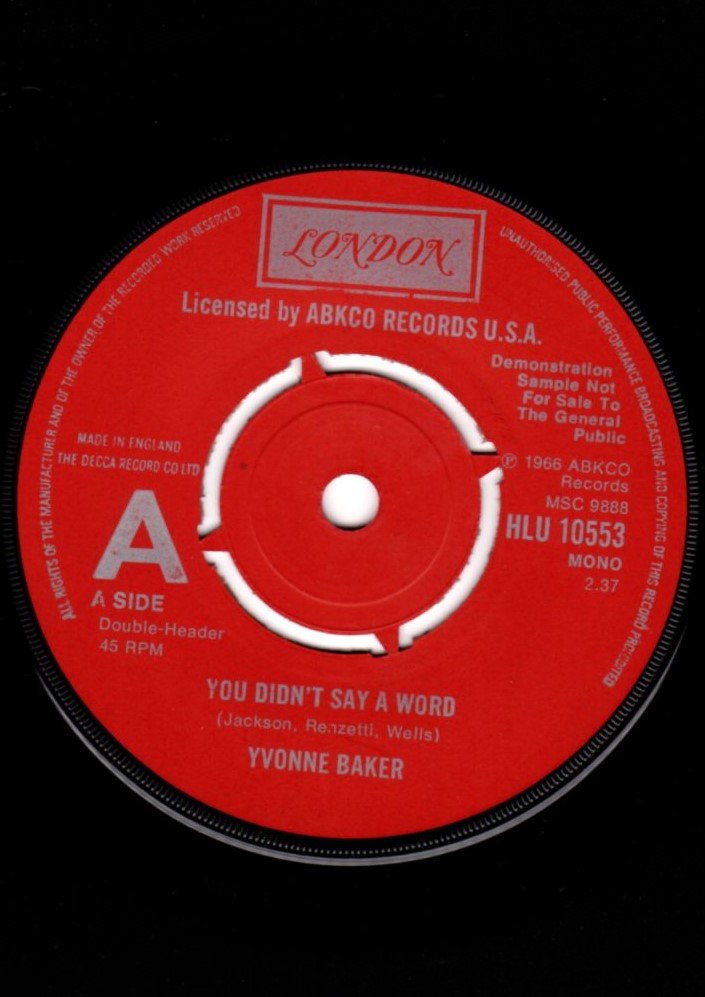 LONDON
Licensed by ABKCO RECORDS U.S.A.
ALL RIGHTS OF THE MANUFACTURER AND OF THE OWNER OF THE RECORDED WORK RESERVED
UNAUTHORISED PUBLIC PERFORMANCE BROADCASTING AND COPYING OF THIS RECORD PROHIBITED
Demonstration
Sample Not
For Sale To
The General
Public
MADE IN ENGLAND
THE DECCA RECORD CO LTD
℗ 1966 ABKCO
Records
MSC 9888
HLU 10553
MONO
2.37
A
A SIDE
Double-Header
45 RPM
YOU DIDN'T SAY A WORD
(Jackson, Renzetti, Wells)
YVONNE BAKER